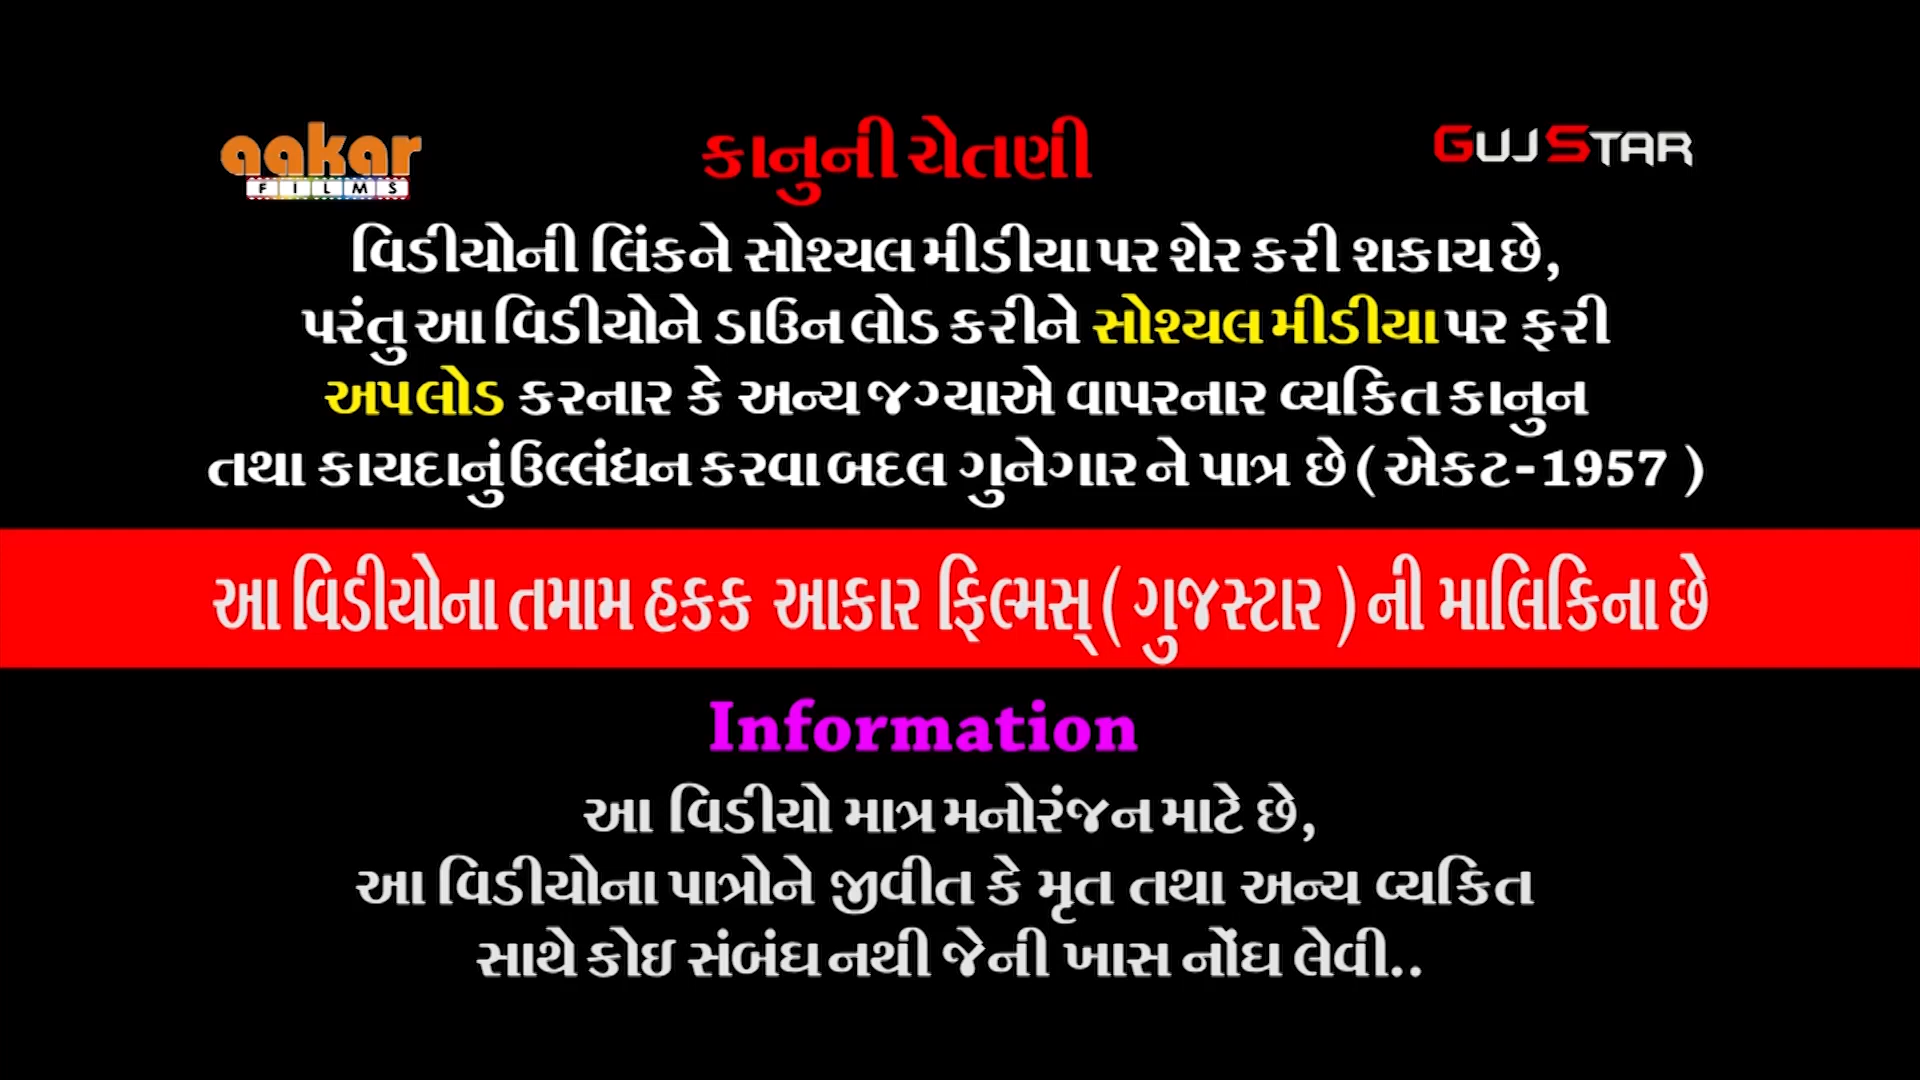 aakar
FILMS
કાનુની ચેતણી
GUJSTAR
વિડીયોની લિંકને સોશ્યલ મીડીયા પર શેર કરી શકાય છે,
પરંતુ આ વિડીયોને ડાઉન લોડ કરીને સોશ્યલ મીડીયા પર ફરી
અપલોડ કરનાર કે અન્ય જગ્યાએ વાપરનાર વ્યકિત કાનુન
તથા કાયદાનું ઉલ્લંઘન કરવા બદલ ગુનેગાર ને પાત્ર છે ( એકટ-1957 )
આ વિડીયોના તમામ હકક આકાર ફિલ્મસ્ ( ગુજસ્ટાર ) ની માલિકિના છે
Information
આ વિડીયો માત્ર મનોરંજન માટે છે,
આ વિડીયોના પાત્રોને જીવીત કે મૃત તથા અન્ય વ્યકિત
સાથે કોઇ સંબંઘ નથી જેની ખાસ નોંઘ લેવી..